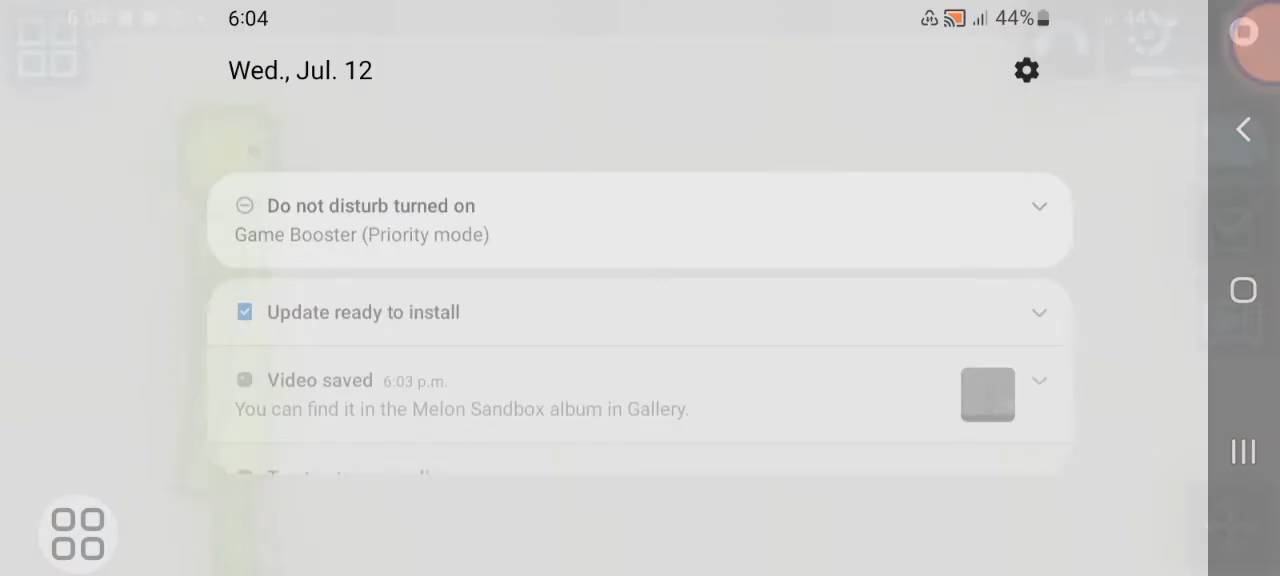 6:04
44%
Wed., Jul. 12
Do not disturb turned on
Game Booster (Priority mode)
Update ready to install
Video saved 6:03 p.m.
You can find it in the Melon Sandbox album in Gallery.